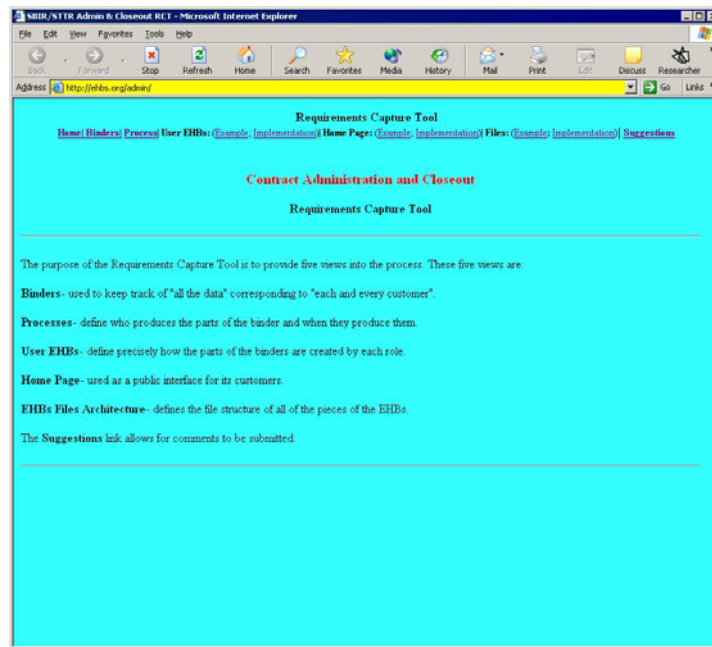 SBIR/STTR Admin & Closeout RCT - Microsoft Internet Explorer
File Edit View Favorites Tools Help
Back Forward Stop Refresh Home Search Favorites Media History Mail Print Edit Discuss Researcher
Address http://ehbs.org/admin/ Go Links
Requirements Capture Tool
Home| Binders| Process| User EHBs: (Example; Implementation)| Home Page: (Example; Implementation)| Files: (Example; Implementation)| Suggestions
Contract Administration and Closeout
Requirements Capture Tool
The purpose of the Requirements Capture Tool is to provide five views into the process. These five views are:
Binders- used to keep track of "all the data" corresponding to "each and every customer".
Processes- define who produces the parts of the binder and when they produce them.
User EHBs- define precisely how the parts of the binders are created by each role.
Home Page- used as a public interface for its customers.
EHBs Files Architecture- defines the file structure of all of the pieces of the EHBs.
The Suggestions link allows for comments to be submitted.